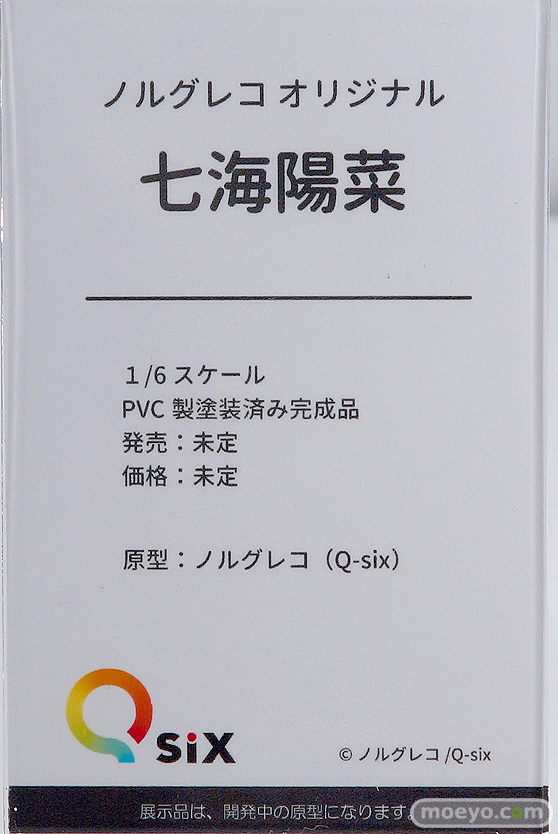 ノルグレコ オリジナル
七海陽菜
1/6 スケール
PVC 製塗装済み完成品
発売：未定
価格：未定
原型：ノルグレコ（Q-six）
Q six
©ノルグレコ/Q-six
展示品は、開発中の原型になります。
moeyo.com